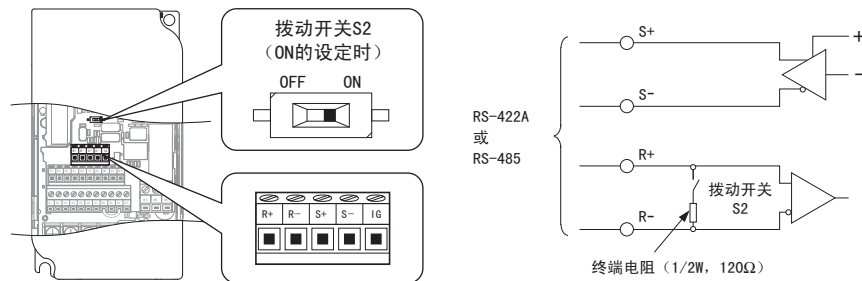 拨动开关S2
（ON的设定时）
OFF ON
R+ R- S+ S- IG
RS-422A
或
RS-485
S+
S-
R+
R-
+
-
拨动开关
S2
终端电阻（1/2W，120Ω）